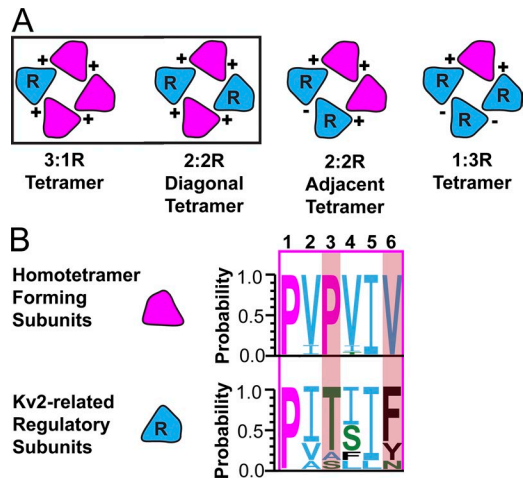 A
+ + + +
R
+ + + +
R R
+ + - +
R R
+ + - -
R R R
3:1R
Tetramer
2:2R
Diagonal
Tetramer
2:2R
Adjacent
Tetramer
1:3R
Tetramer
B
1 2 3 4 5 6
Homotetramer
Forming
Subunits
Probability
1.0
0.5
0.0
P V P V I V
I I
Kv2-related
Regulatory
Subunits
R
Probability
1.0
0.5
0.0
P I T I I F
V A S L Y
A S F N
L